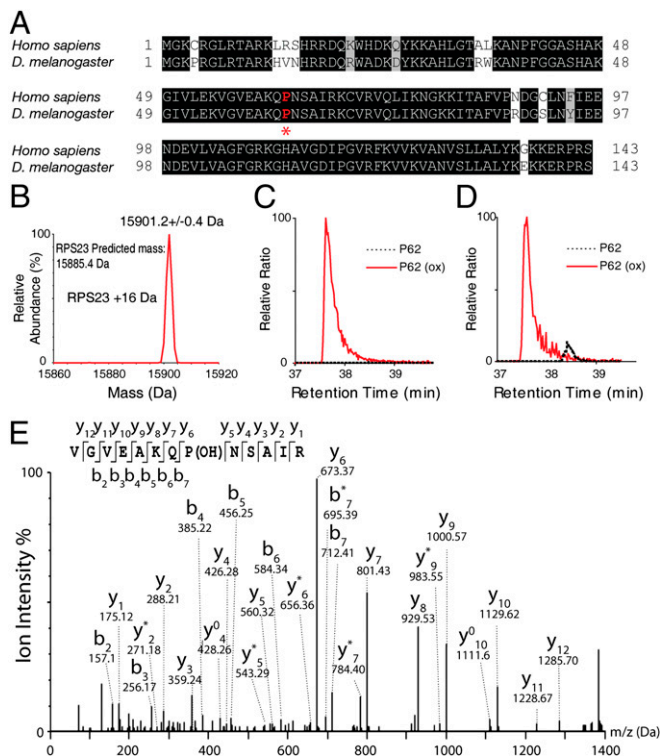 A
Homo sapiens 1 MGKCRGLRTARKLRSHRRDQKWHDKQYKKAHLGTALKANPFGGASHAK 48
D. melanogaster 1 MGKPRGLRTARKHVNHRRDQRWADKDYKKAHLGTRWKANPFGGASHAK 48
Homo sapiens 49 GIVLEKVGVEAKQPNSAIRKCVRVQLIKNGKKITAFVPNDGCLNFIEE 97
D. melanogaster 49 GIVLEKVGVEAKQPNSAIRKCVRVQLIKNGKKITAFVPRDGSLNYIEE 97
*
Homo sapiens 98 NDEVLVAGFGRKGHAVGDIPGVRFKVVKVANVSLLALYKGKKERPRS 143
D. melanogaster 98 NDEVLVAGFGRKGHAVGDIPGVRFKVVKVANVSLLALYKEKKERPRS 143
B
15901.2+/-0.4 Da
RPS23 Predicted mass:
15885.4 Da
RPS23 +16 Da
Relative
Abundance (%)
100
0
15860 15880 15900 15920
Mass (Da)
C
P62
P62 (ox)
Relative Ratio
100
0
37 38 39
Retention Time (min)
D
P62
P62 (ox)
Relative Ratio
100
0
37 38 39
Retention Time (min)
E
y12 y11 y10 y9 y8 y7 y6 y5 y4 y3 y2 y1
VGVEAKQP(OH)NSAIR
b2 b3 b4 b5 b6 b7
Ion Intensity %
100
0
b2
157.1
y1
175.12
y*2
271.18
b3
256.17
y2
288.21
y3
359.24
b4
385.22
y4
426.28
y04
428.26
b5
456.25
y*5
543.29
y5
560.32
b6
584.34
y*6
656.36
y6
673.37
b*7
695.39
b7
712.41
y*7
784.40
y7
801.43
y8
929.53
y*9
983.55
y9
1000.57
y010
1111.6
y10
1129.62
y11
1228.67
y12
1285.70
0 200 400 600 800 1000 1200 1400
m/z (Da)